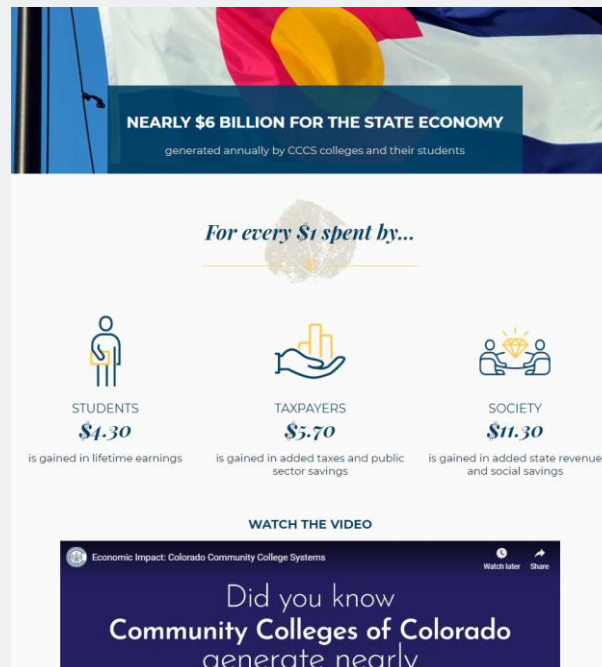 NEARLY $6 BILLION FOR THE STATE ECONOMY
generated annually by CCCS colleges and their students
For every $1 spent by...
STUDENTS
$4.30
is gained in lifetime earnings
TAXPAYERS
$5.70
is gained in added taxes and public
sector savings
SOCIETY
$11.30
is gained in added state revenue
and social savings
WATCH THE VIDEO
Economic Impact: Colorado Community College Systems
Watch later
Share
Did you know
Community Colleges of Colorado
generate nearly